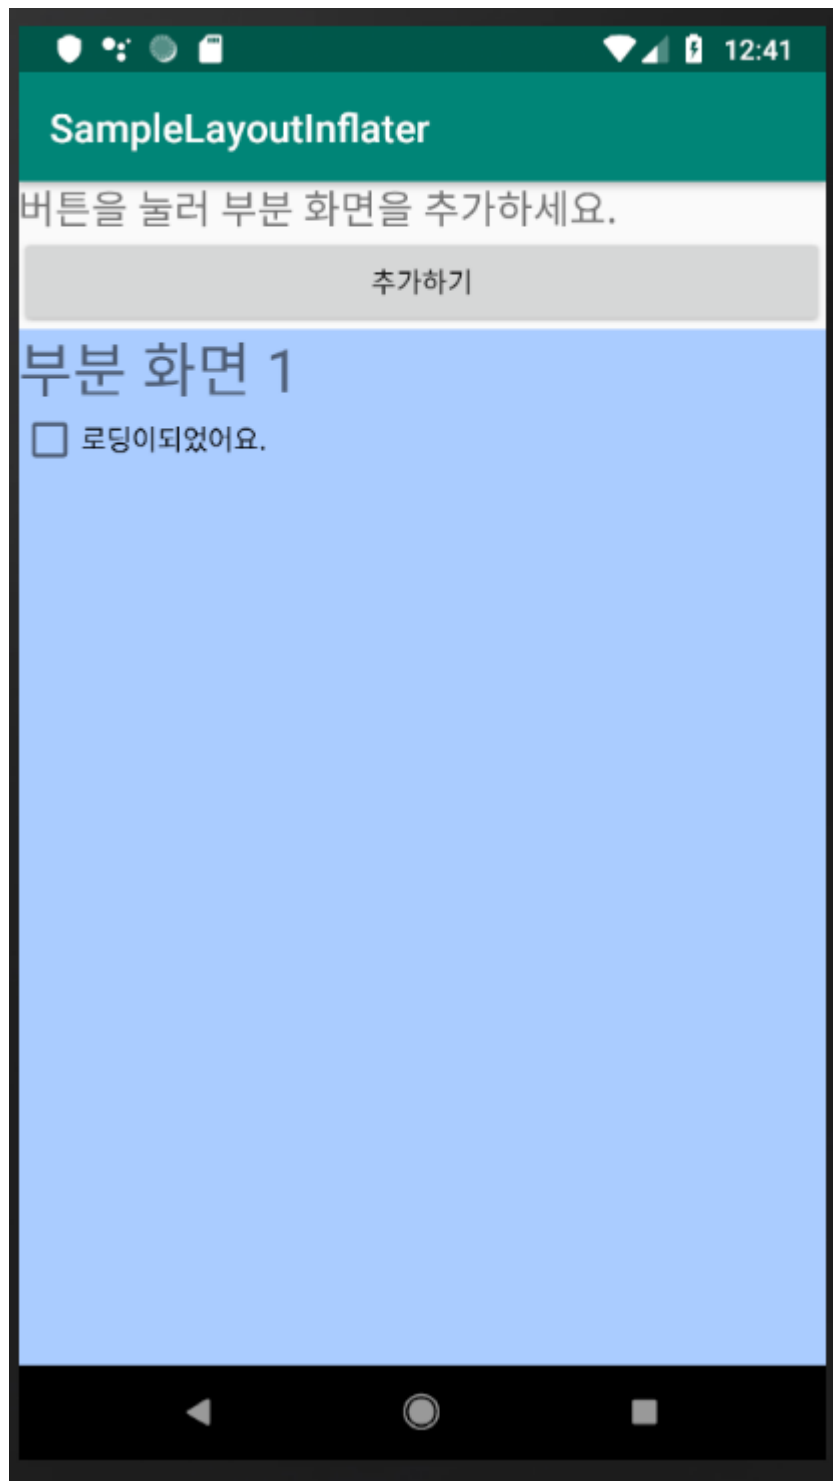 12:41
SampleLayoutInflater
버튼을 눌러 부분 화면을 추가하세요.
추가하기
부분 화면 1
로딩이되었어요.